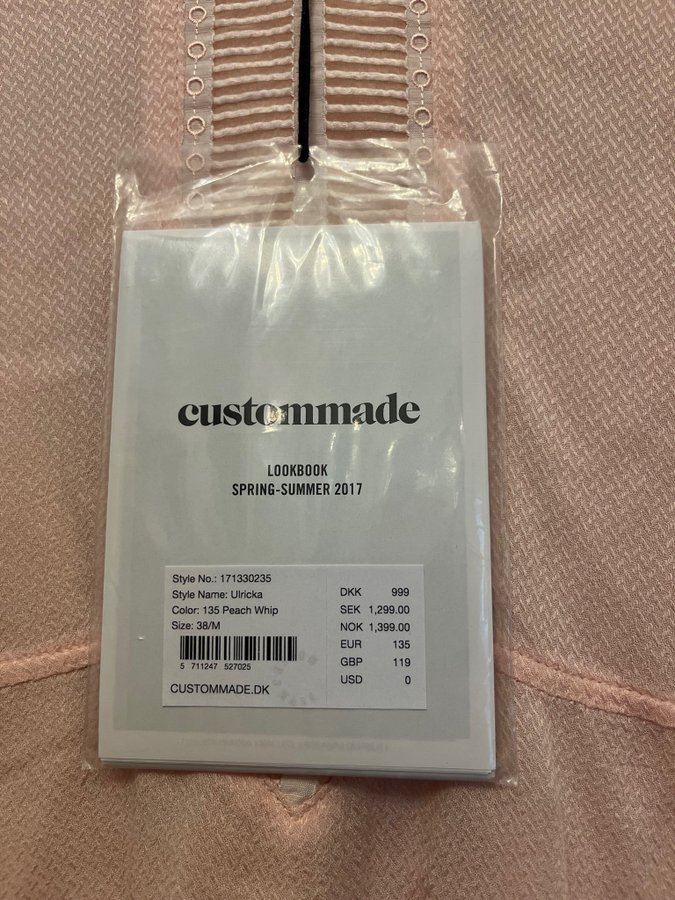 custommade
LOOKBOOK
SPRING-SUMMER 2017
Style No.: 171330235
Style Name: Ulricka
Color: 135 Peach Whip
Size: 38/M
5 711247 527025
CUSTOMMADE.DK
DKK 999
SEK 1,299.00
NOK 1,399.00
EUR 135
GBP 119
USD 0